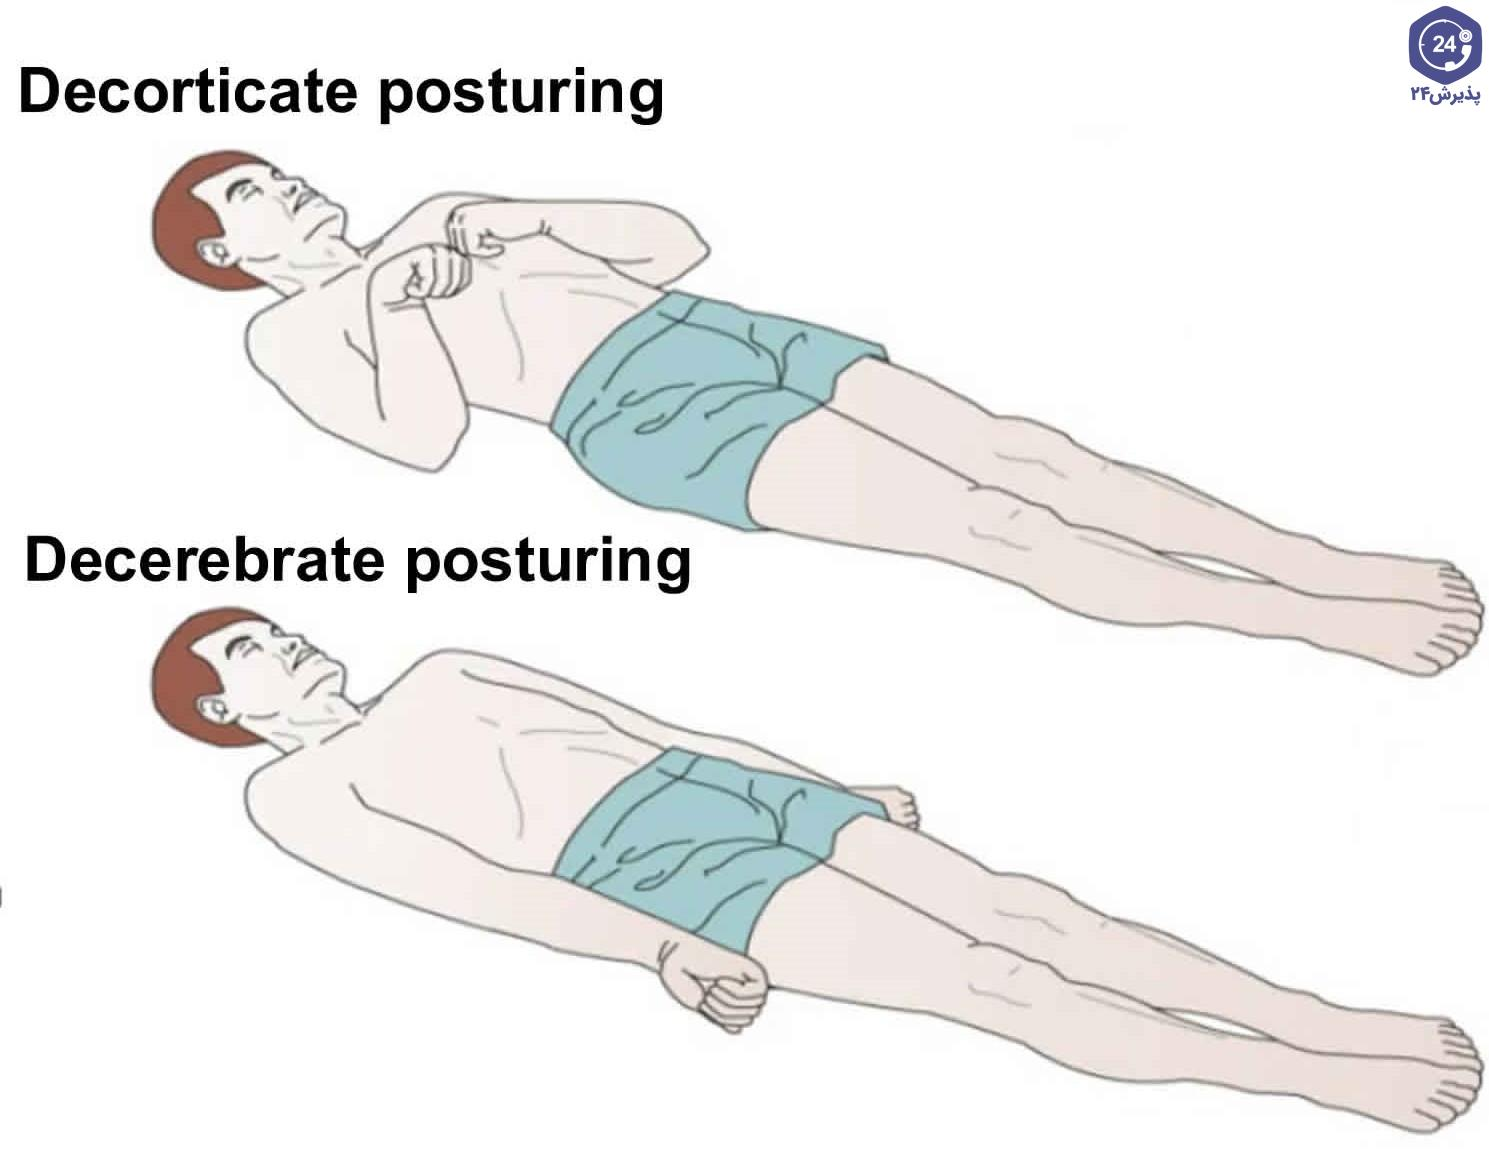 24
پذیرش۲۴
Decorticate posturing
Decerebrate posturing